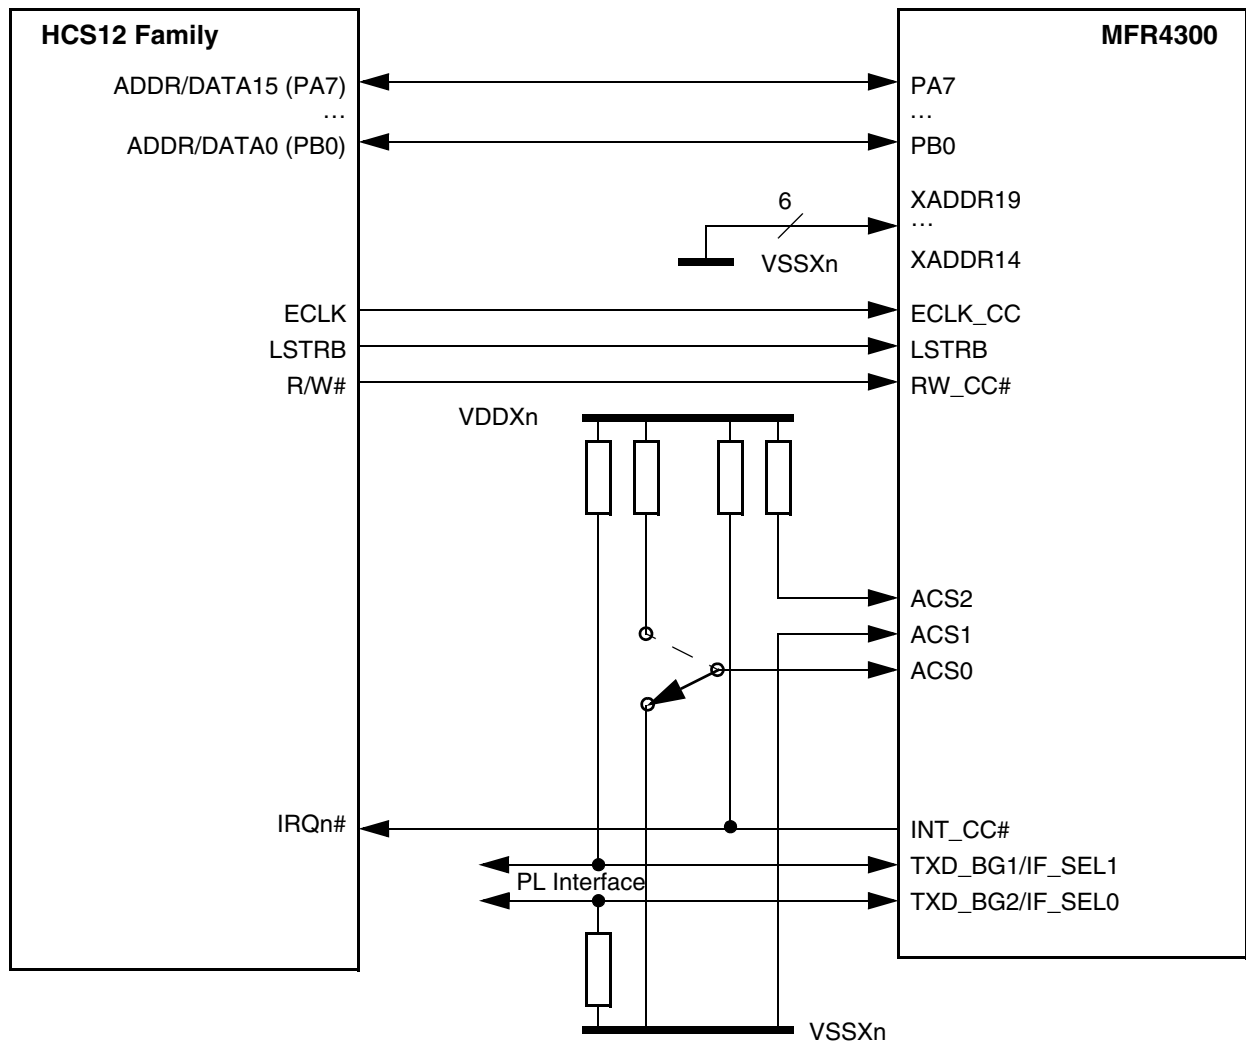 HCS12 Family
MFR4300
ADDR/DATA15 (PA7)
PA7
...
...
ADDR/DATA0 (PB0)
PB0
6
XADDR19
...
VSSXn
XADDR14
ECLK
ECLK_CC
LSTRB
LSTRB
R/W#
RW_CC#
VDDXn
ACS2
ACS1
ACS0
IRQn#
INT_CC#
TXD_BG1/IF_SEL1
PL Interface
TXD_BG2/IF_SEL0
VSSXn